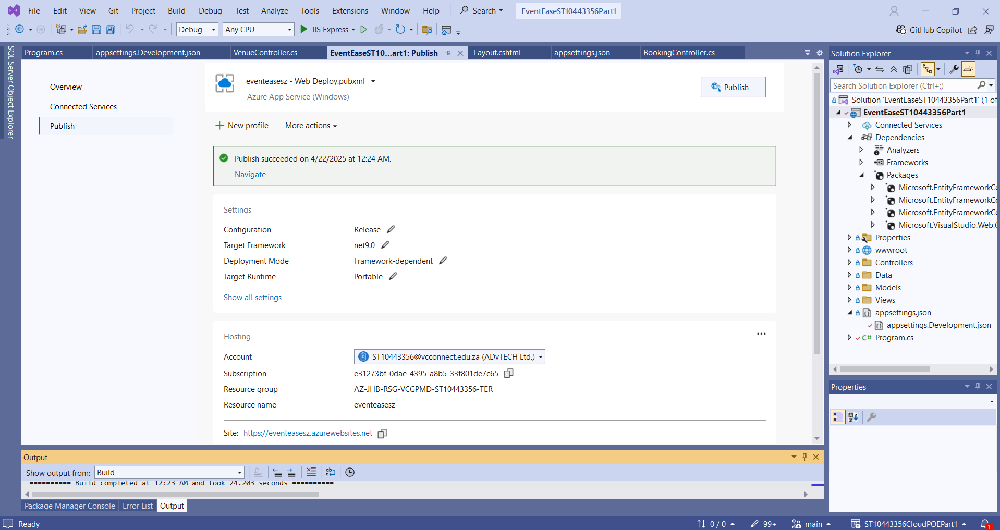 File Edit View Git Project Build Debug Test Analyze Tools Extensions Window Help Search EventEaseST10443356Part1
Debug Any CPU IIS Express GitHub Copilot
SQL Server Object Explorer
Program.cs appsettings.Development.json VenueController.cs EventEaseST10...art1: Publish _Layout.cshtml appsettings.json BookingController.cs
Overview
Connected Services
Publish
eventeasesz - Web Deploy.pubxml
Azure App Service (Windows)
Publish
New profile More actions
Publish succeeded on 4/22/2025 at 12:24 AM.
Navigate
Settings
Configuration Release
Target Framework net9.0
Deployment Mode Framework-dependent
Target Runtime Portable
Show all settings
Hosting
Account ST10443356@vcconnect.edu.za (ADvTECH Ltd.)
Subscription e31273bf-0dae-4395-a8b5-33f801de7c65
Resource group AZ-JHB-RSG-VCGPMD-ST10443356-TER
Resource name eventeasesz
Site: https://eventeasesz.azurewebsites.net
Output
Show output from: Build
========== Build completed at 12:23 AM and took 24.203 seconds ==========
Package Manager Console Error List Output
Solution Explorer
Search Solution Explorer (Ctrl+;)
Solution 'EventEaseST10443356Part1' (1 of
EventEaseST10443356Part1
Connected Services
Dependencies
Analyzers
Frameworks
Packages
Microsoft.EntityFrameworkC
Microsoft.EntityFrameworkC
Microsoft.EntityFrameworkC
Microsoft.VisualStudio.Web.C
Properties
wwwroot
Controllers
Data
Models
Views
appsettings.json
appsettings.Development.json
C# Program.cs
Properties
Ready 0 / 0 99+ main ST10443356CloudPOEPart1 1